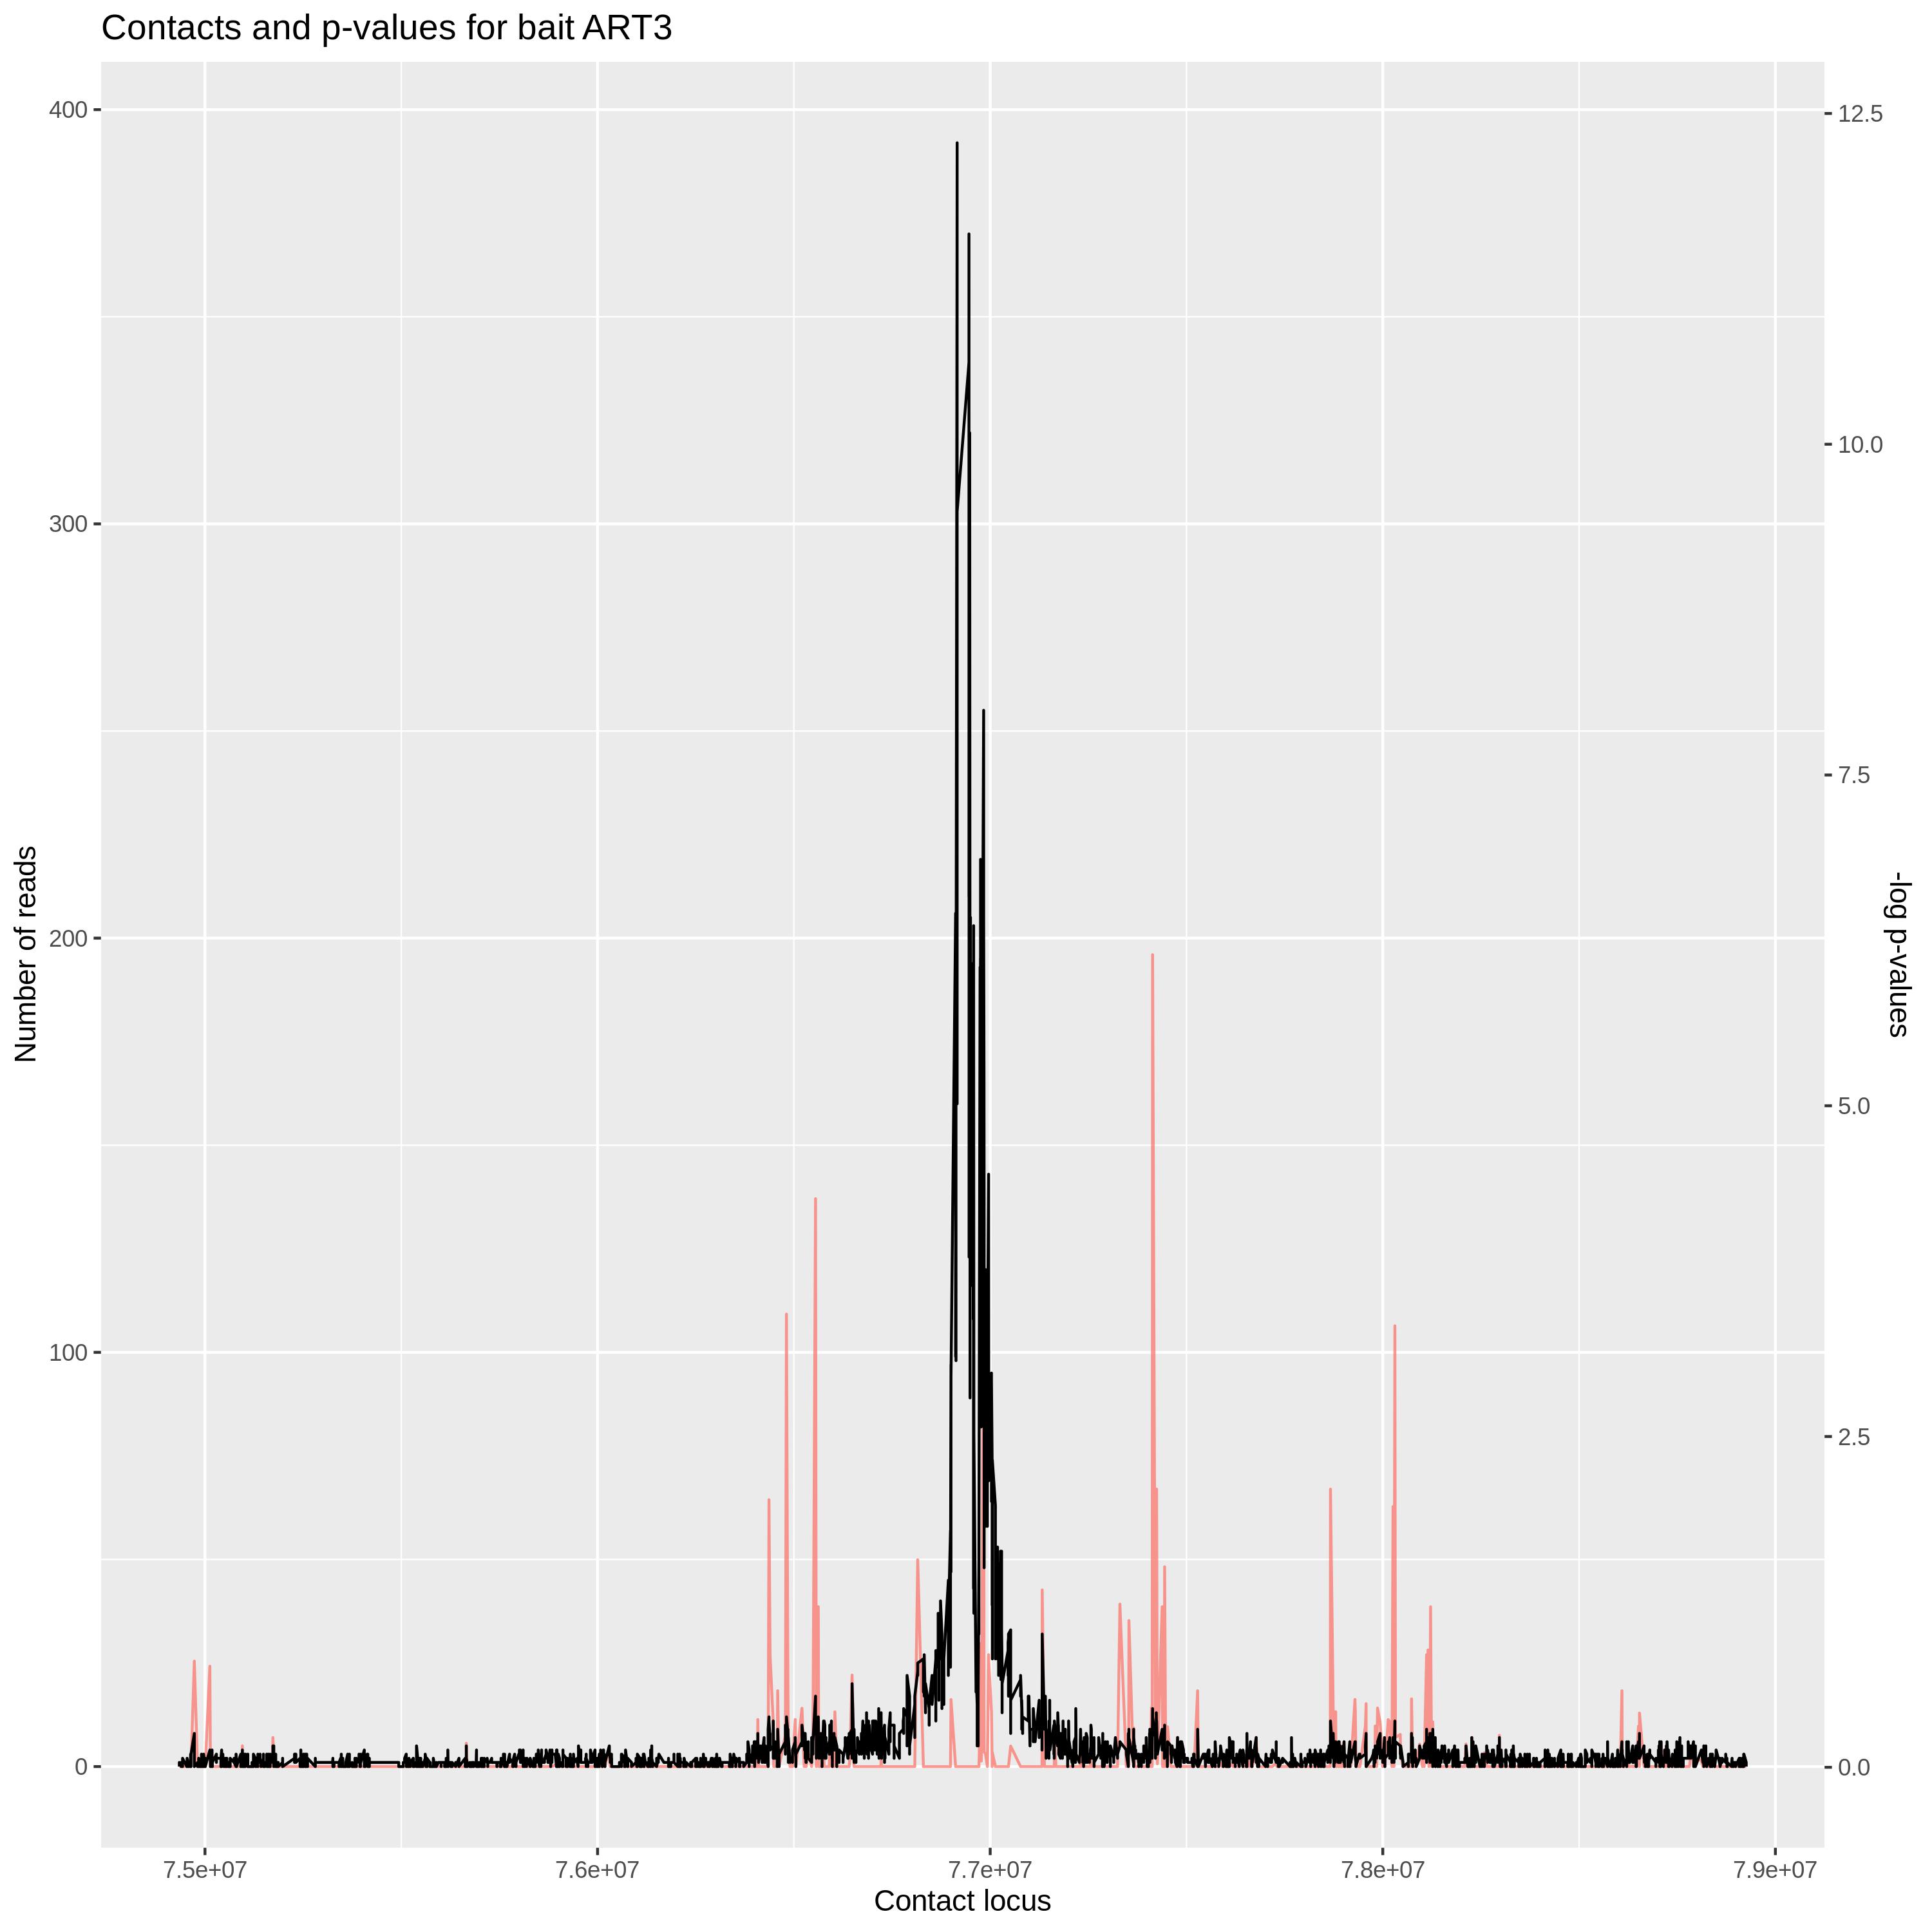 Contacts and p-values for bait ART3
400
300
200
100
0
Number of reads
12.5
10.0
7.5
5.0
2.5
0.0
-log p-values
7.5e+07 7.6e+07 7.7e+07 7.8e+07 7.9e+07
Contact locus